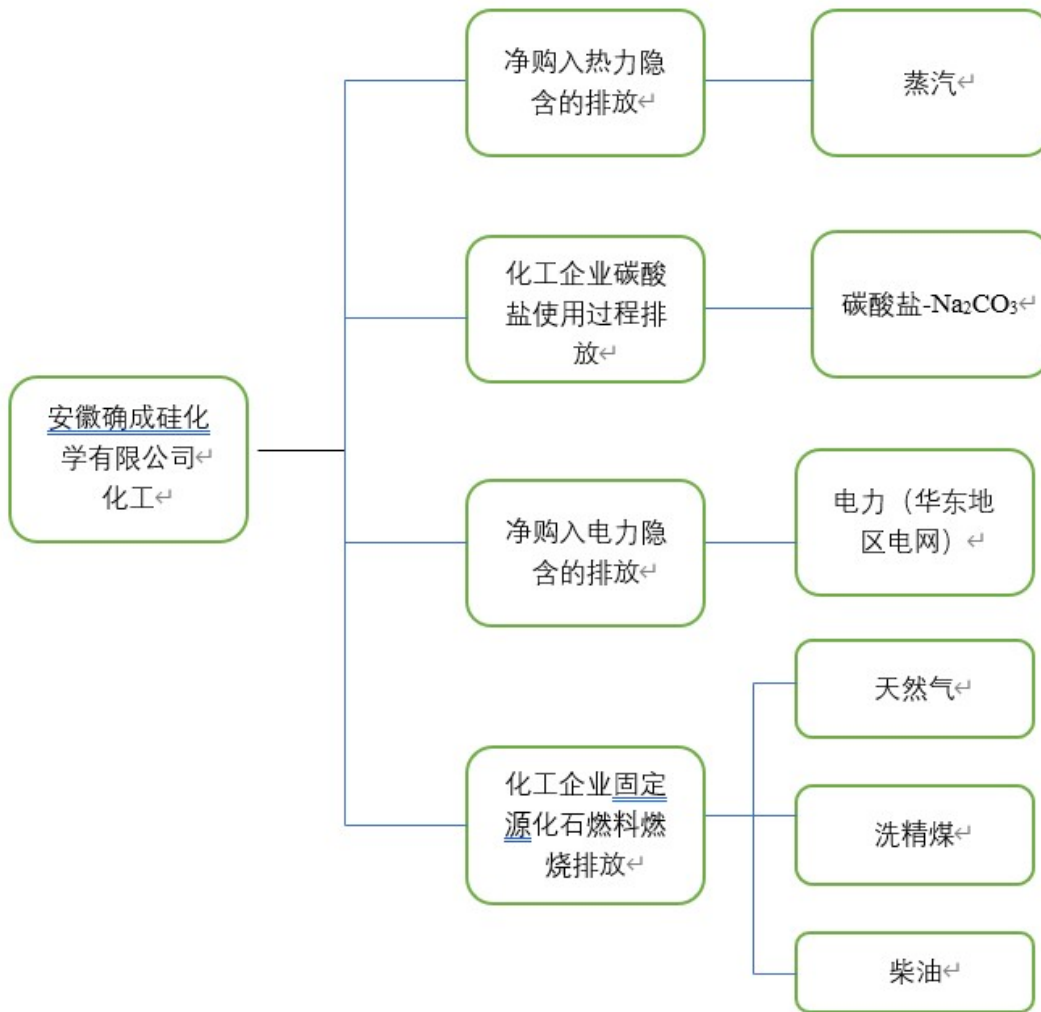 净购入热力隐
含的排放↵
蒸汽↵
化工企业碳酸
盐使用过程排
放↵
碳酸盐-Na₂CO₃↵
安徽确成硅化
学有限公司↵
化工↵
净购入电力隐
含的排放↵
电力（华东地
区电网）↵
化工企业固定
源化石燃料燃
烧排放↵
天然气↵
洗精煤↵
柴油↵